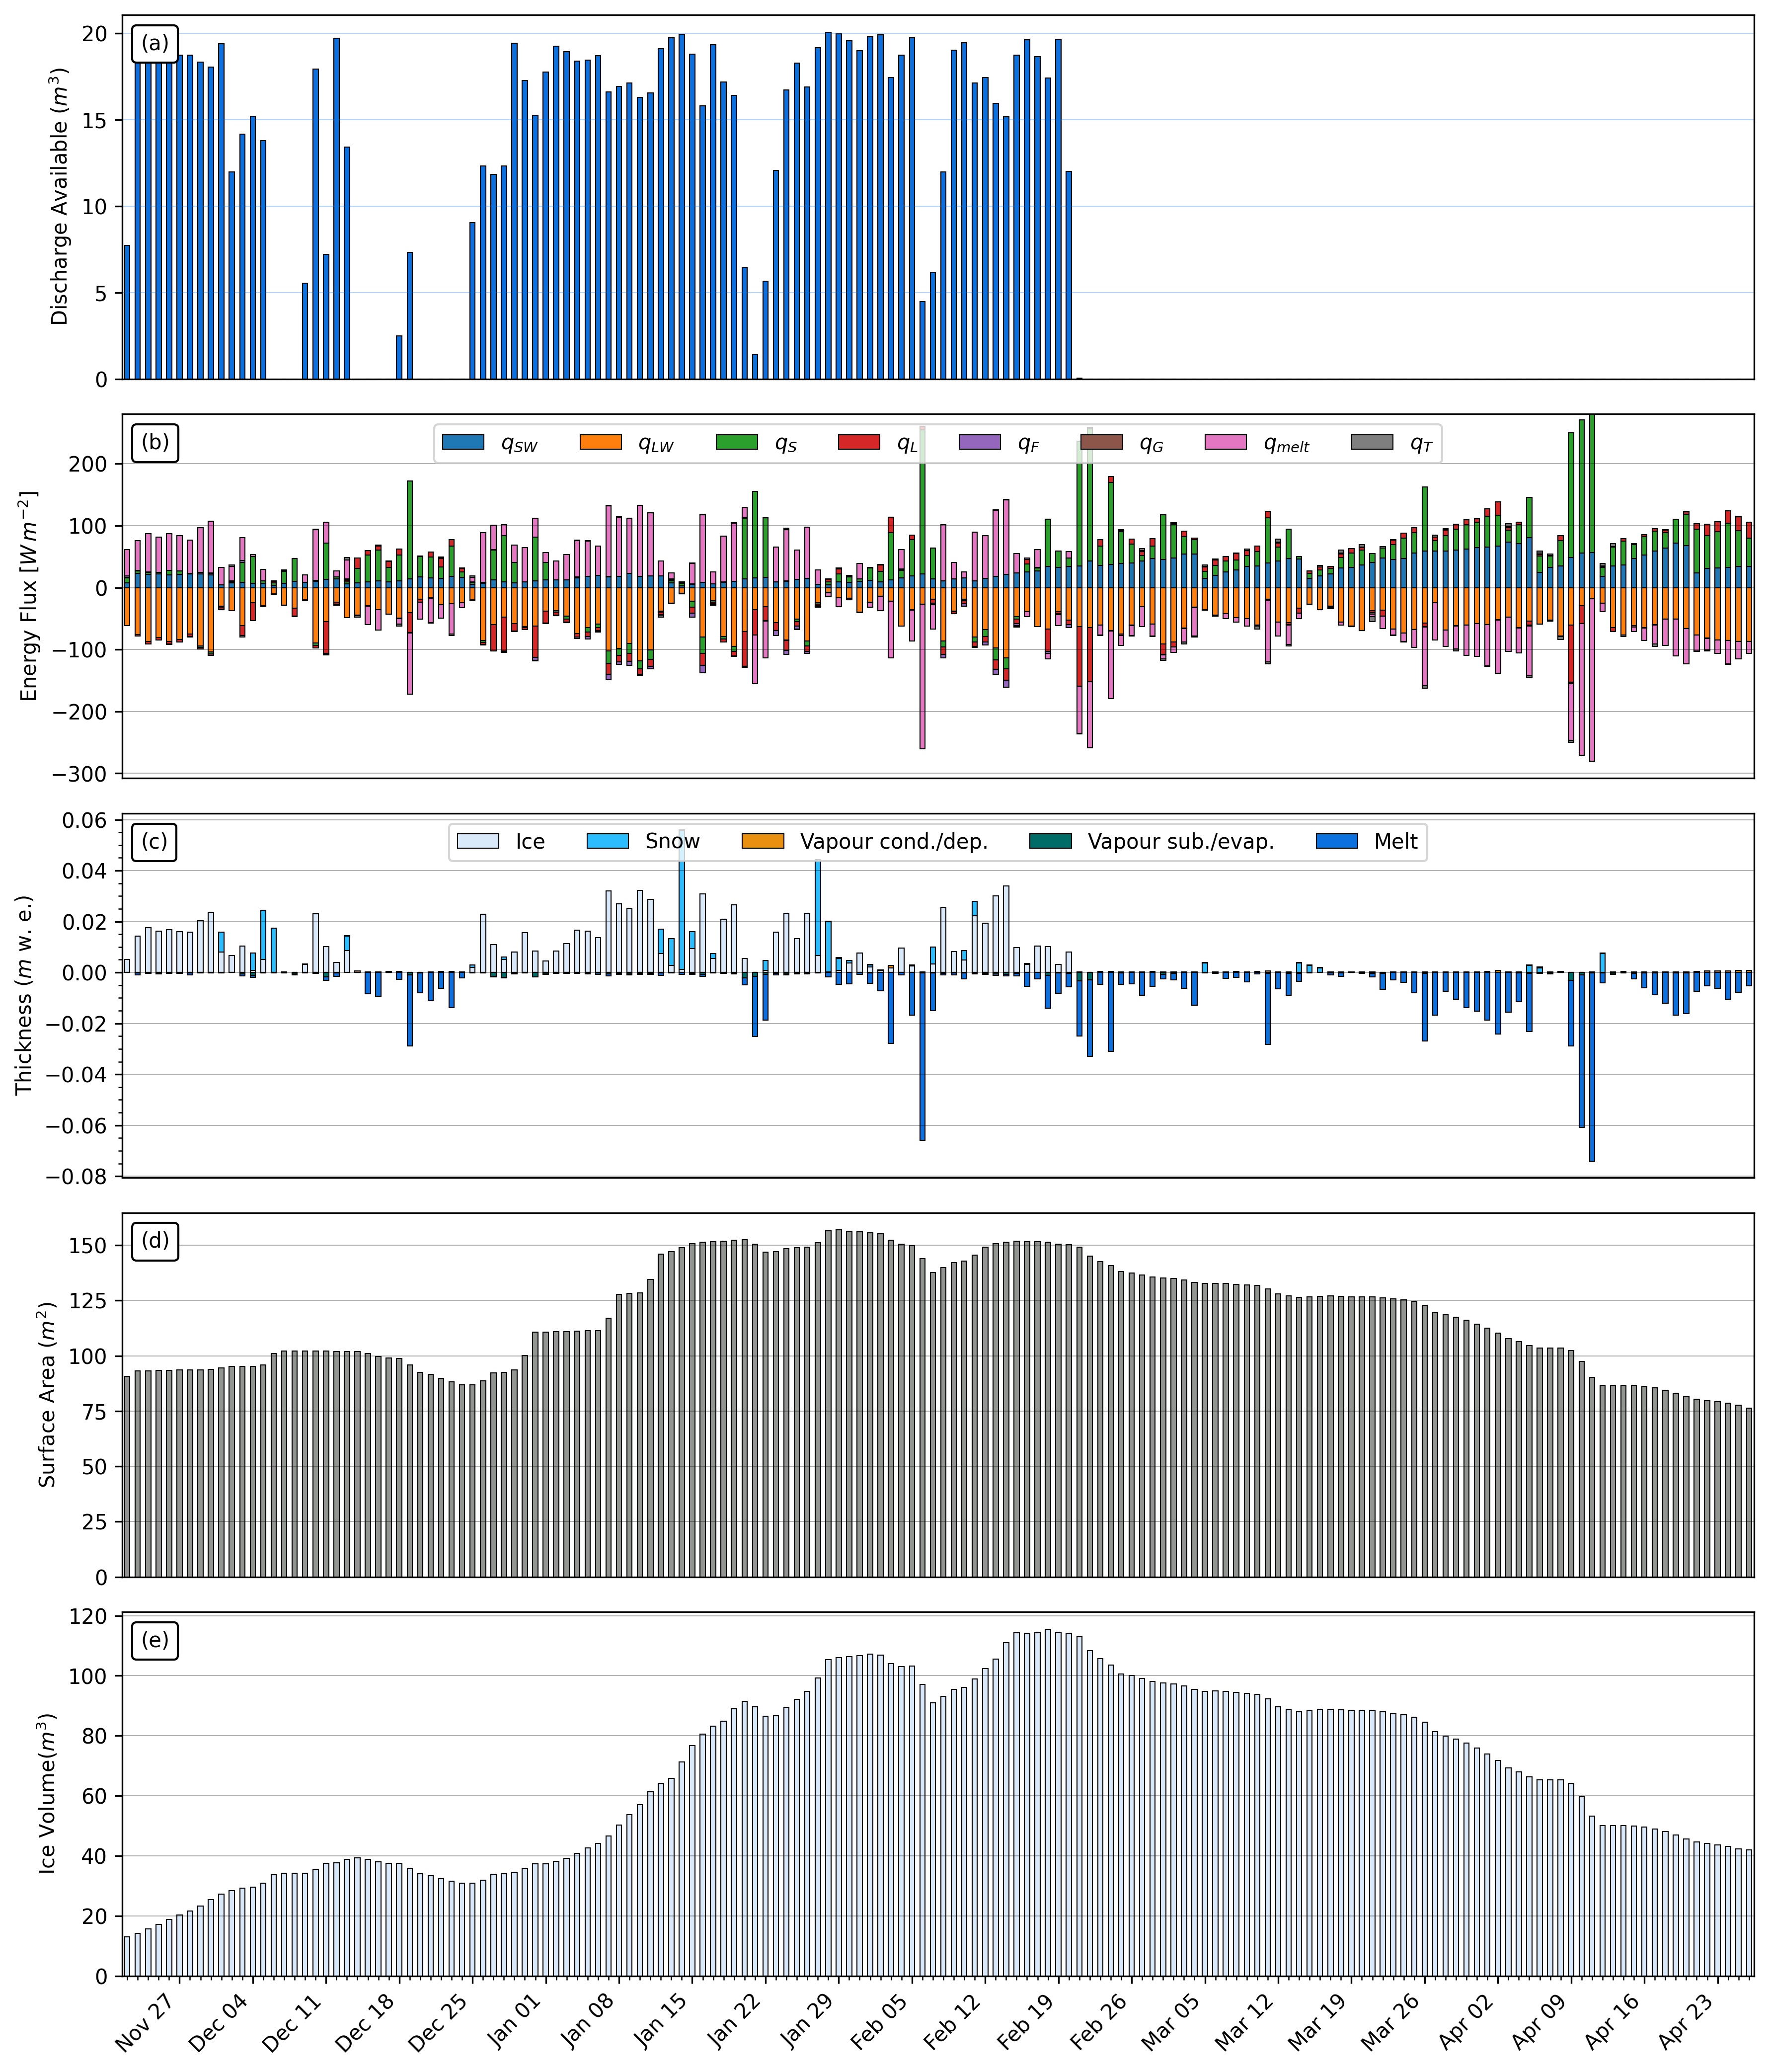 (a)
Discharge Available (m³)
20
15
10
5
0
(b)
q_SW q_LW q_S q_L q_F q_G q_melt q_T
Energy Flux [W m⁻²]
200
100
0
−100
−200
−300
(c)
Ice Snow Vapour cond./dep. Vapour sub./evap. Melt
Thickness (m w. e.)
0.06
0.04
0.02
0.00
−0.02
−0.04
−0.06
−0.08
(d)
Surface Area (m²)
150
125
100
75
50
25
0
(e)
Ice Volume(m³)
120
100
80
60
40
20
0
Nov 27 Dec 04 Dec 11 Dec 18 Dec 25 Jan 01 Jan 08 Jan 15 Jan 22 Jan 29 Feb 05 Feb 12 Feb 19 Feb 26 Mar 05 Mar 12 Mar 19 Mar 26 Apr 02 Apr 09 Apr 16 Apr 23